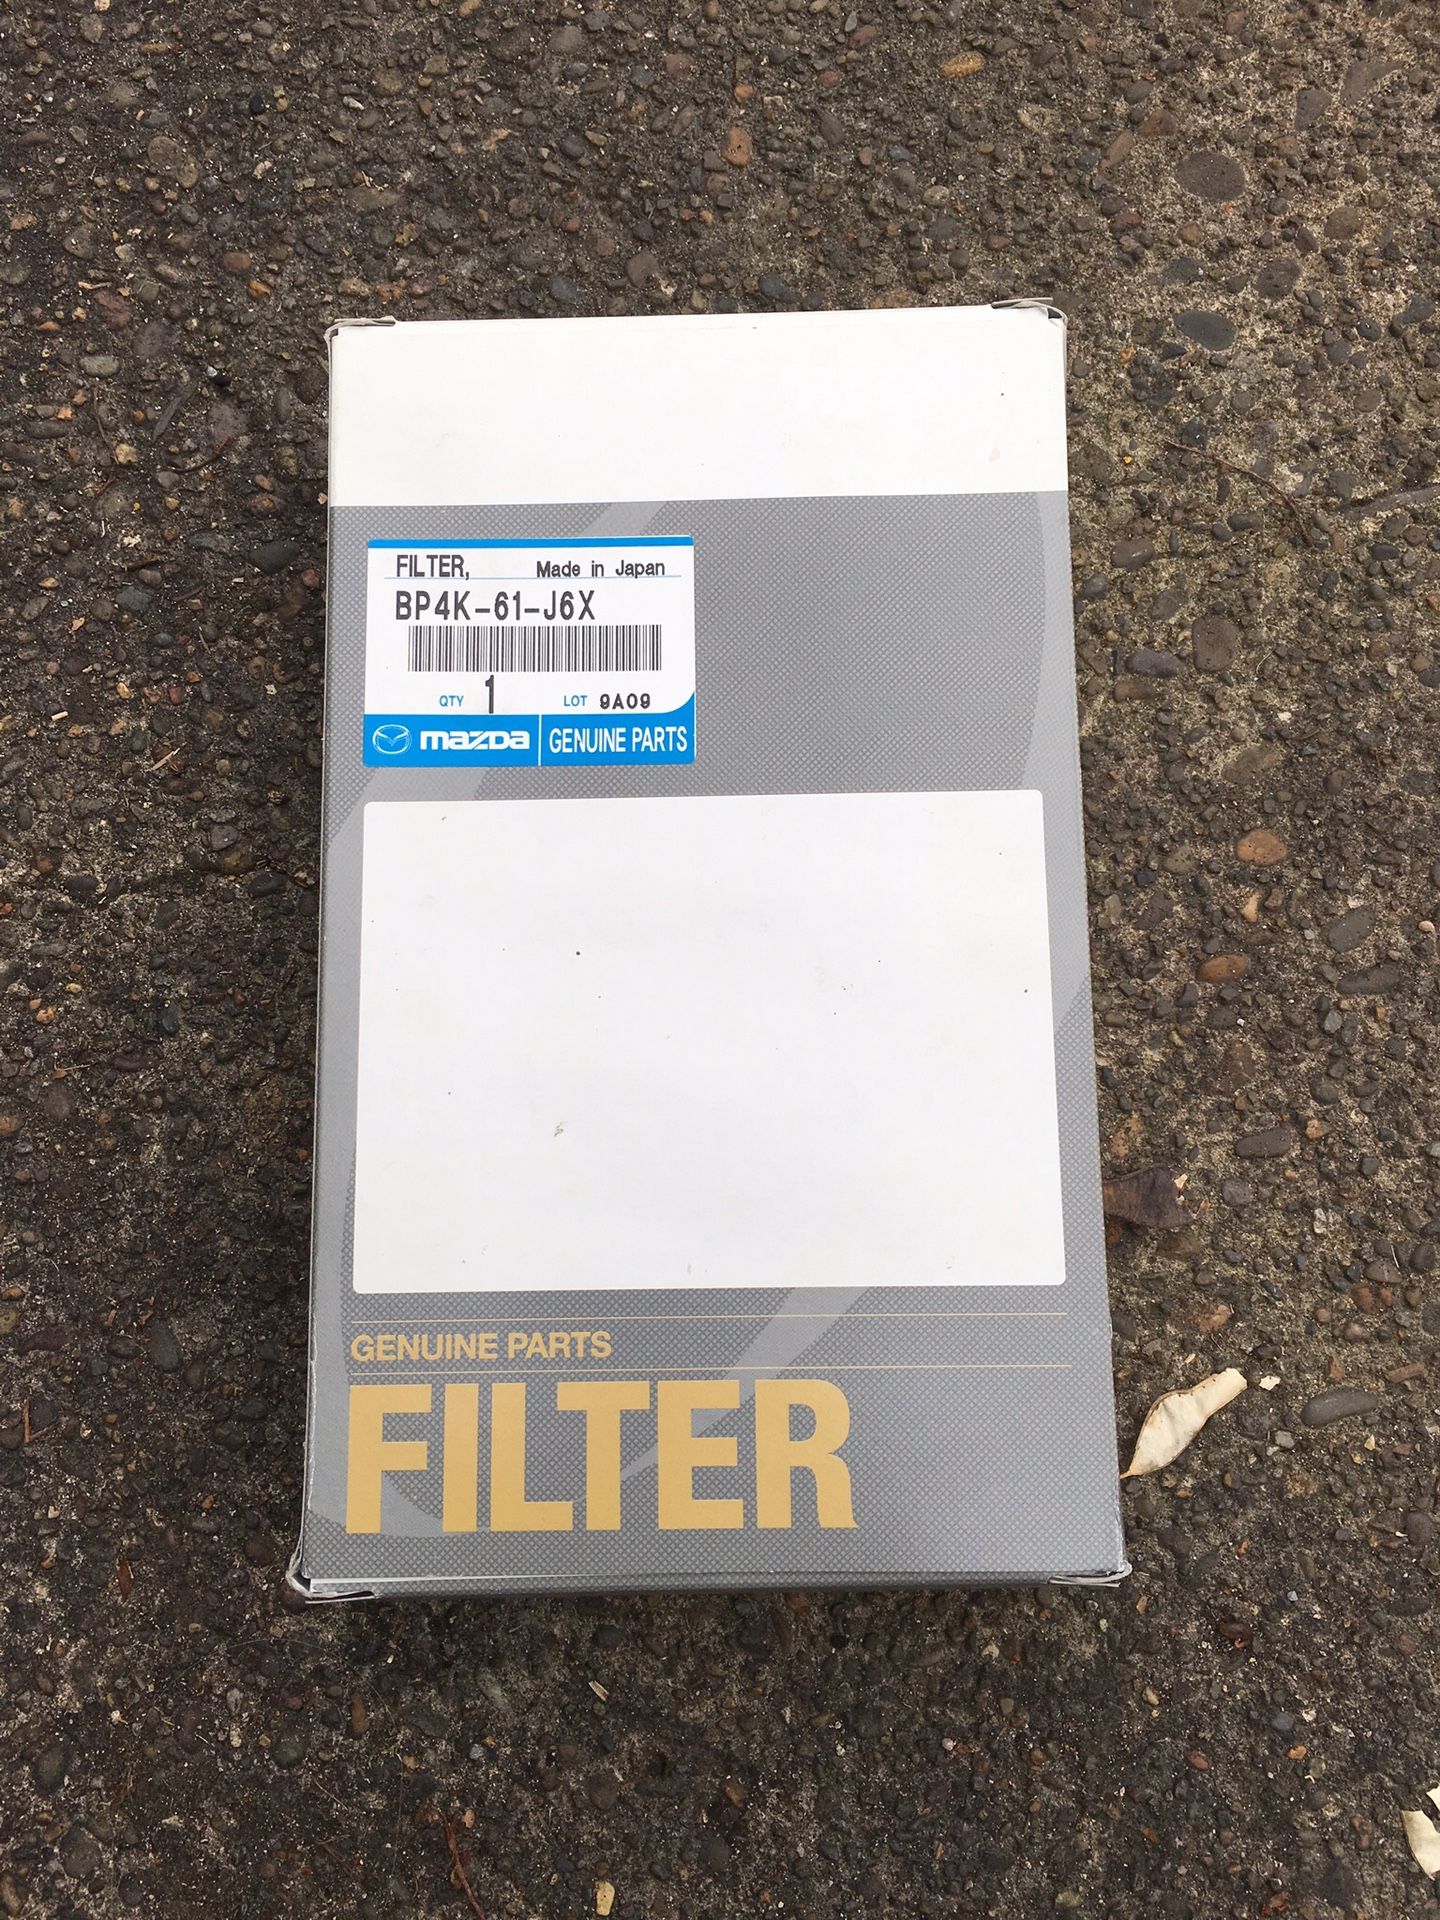 FILTER, Made in Japan
BP4K-61-J6X
QTY 1 LOT 9A09
mazda GENUINE PARTS
GENUINE PARTS
FILTER